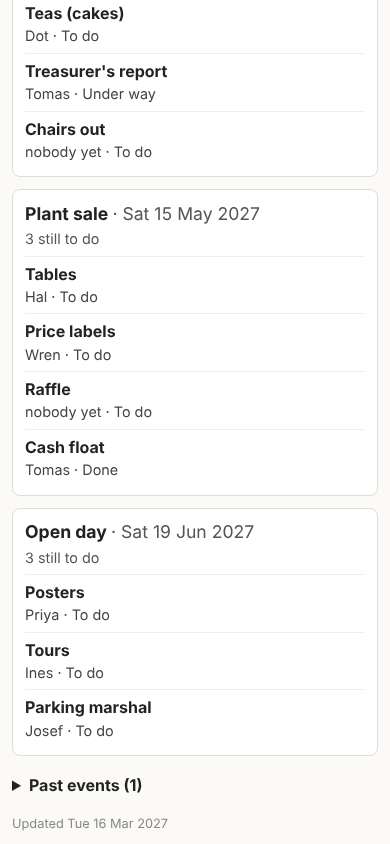 Teas (cakes)
Dot · To do
Treasurer's report
Tomas · Under way
Chairs out
nobody yet · To do
Plant sale · Sat 15 May 2027
3 still to do
Tables
Hal · To do
Price labels
Wren · To do
Raffle
nobody yet · To do
Cash float
Tomas · Done
Open day · Sat 19 Jun 2027
3 still to do
Posters
Priya · To do
Tours
Ines · To do
Parking marshal
Josef · To do
Past events (1)
Updated Tue 16 Mar 2027